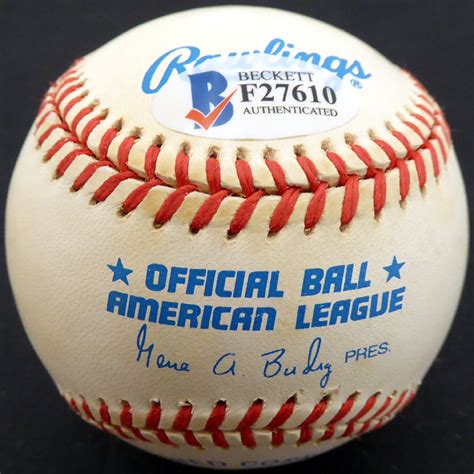 Rawlings®
BECKETT
B F27610
AUTHENTICATED
★ OFFICIAL BALL ★
AMERICAN LEAGUE
Gene A. Budig PRES.